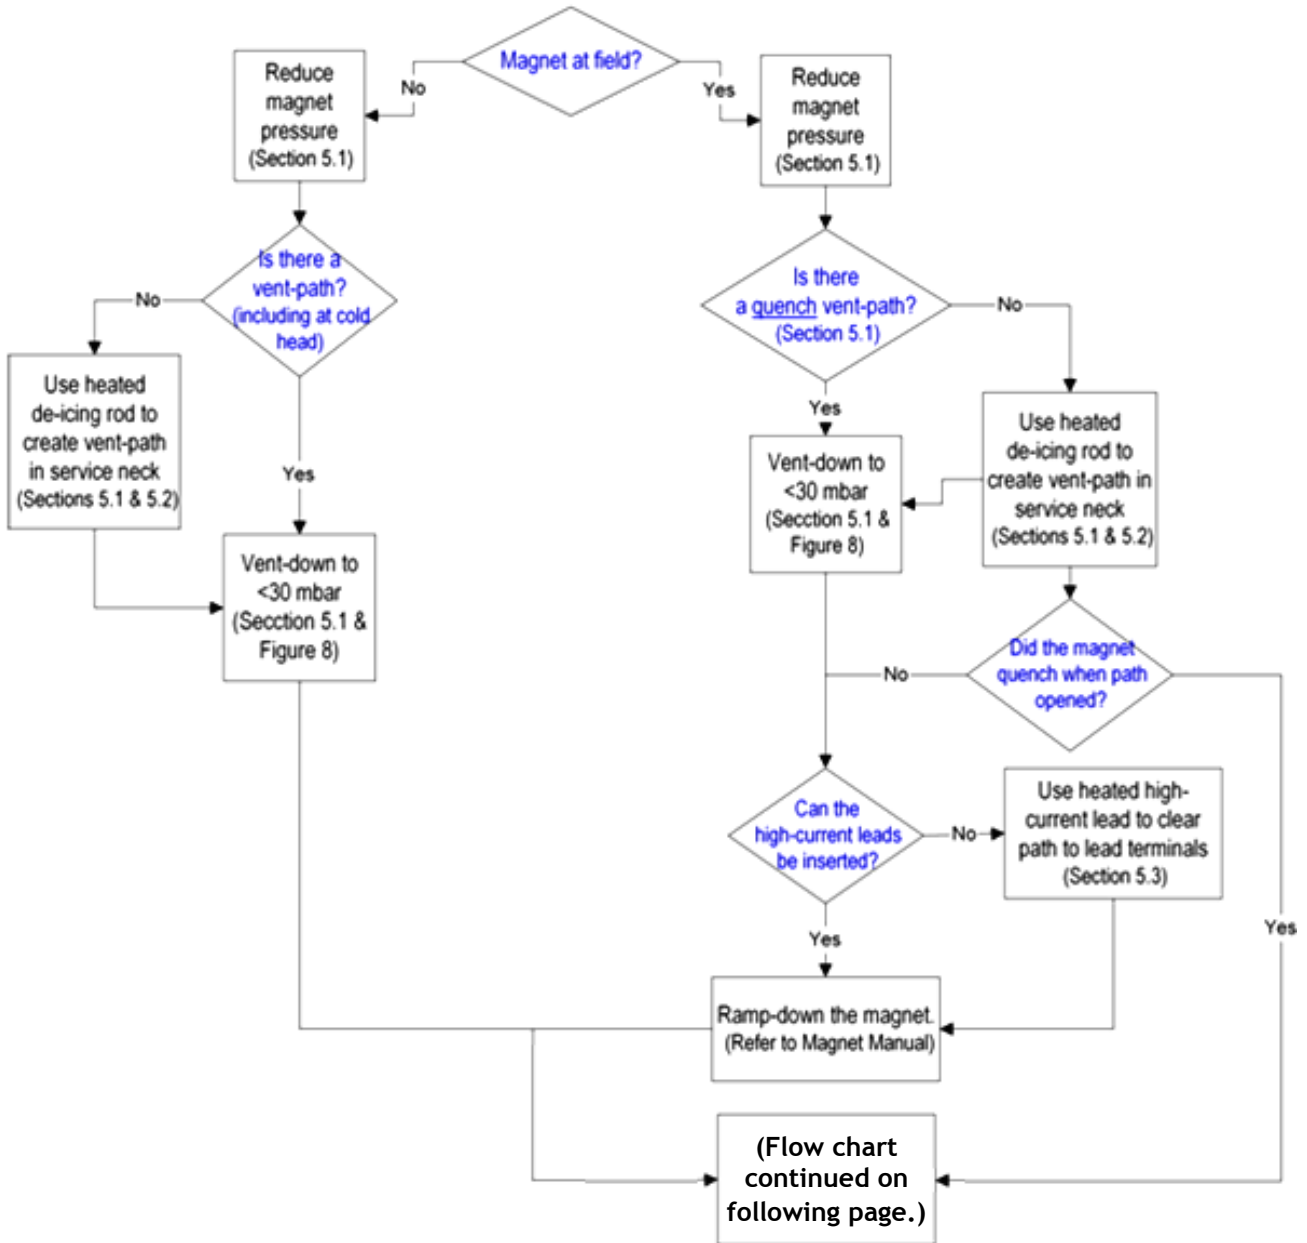 Magnet at field?
No
Yes
Reduce
magnet
pressure
(Section 5.1)
Reduce
magnet
pressure
(Section 5.1)
Is there a
vent-path?
(including at cold
head)
No
Yes
Is there
a quench vent-path?
(Section 5.1)
No
Yes
Use heated
de-icing rod to
create vent-path
in service neck
(Sections 5.1 & 5.2)
Use heated
de-icing rod to
create vent-path in
service neck
(Sections 5.1 & 5.2)
Vent-down to
<30 mbar
(Secction 5.1 &
Figure 8)
Vent-down to
<30 mbar
(Secction 5.1 &
Figure 8)
Did the magnet
quench when path
opened?
No
Yes
Can the
high-current leads
be inserted?
No
Yes
Use heated high-
current lead to clear
path to lead terminals
(Section 5.3)
Ramp-down the magnet.
(Refer to Magnet Manual)
(Flow chart
continued on
following page.)